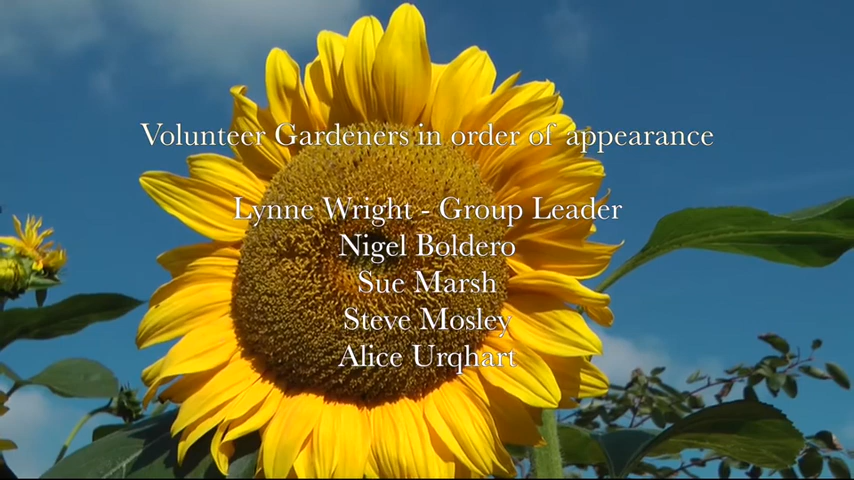 Volunteer Gardeners in order of appearance
Lynne Wright - Group Leader
Nigel Boldero
Sue Marsh
Steve Mosley
Alice Urqhart